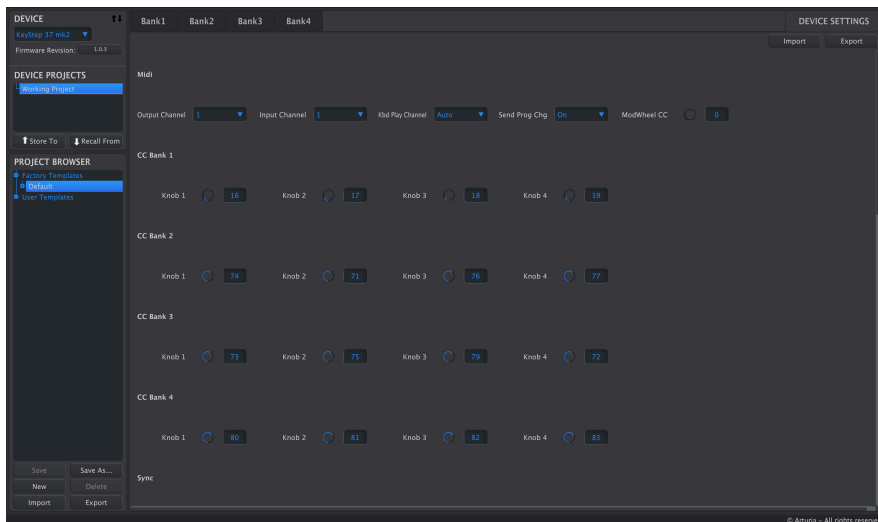 DEVICE
KeyStep 37 mk2
Firmware Revision: 1.0.3
DEVICE PROJECTS
Working Project
Store To Recall From
PROJECT BROWSER
Factory Templates
Default
User Templates
Save Save As...
New Delete
Import Export
Bank1 Bank2 Bank3 Bank4 DEVICE SETTINGS
Import Export
Midi
Output Channel 1 Input Channel 1 Kbd Play Channel Auto Send Prog Chg On ModWheel CC 0
CC Bank 1
Knob 1 16 Knob 2 17 Knob 3 18 Knob 4 19
CC Bank 2
Knob 1 74 Knob 2 71 Knob 3 76 Knob 4 77
CC Bank 3
Knob 1 73 Knob 2 75 Knob 3 79 Knob 4 72
CC Bank 4
Knob 1 80 Knob 2 81 Knob 3 82 Knob 4 83
Sync
© Arturia – All rights reserve